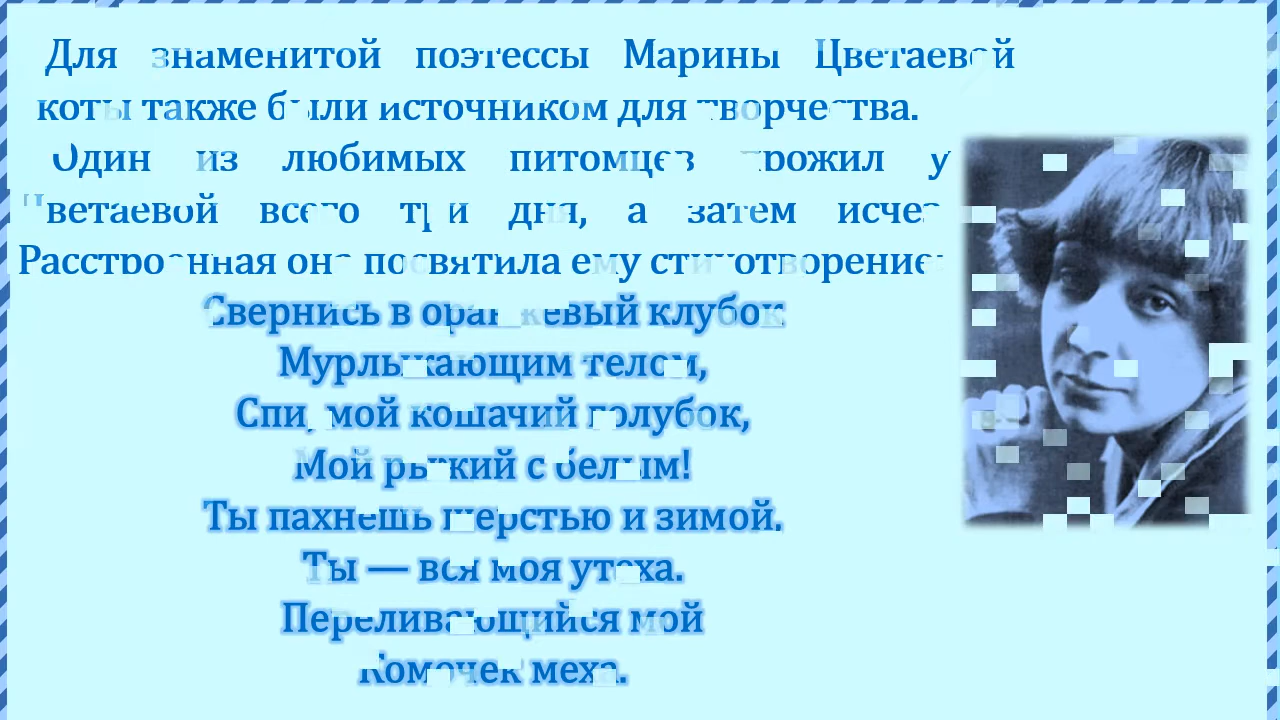 Для знаменитой поэтессы Марины Цветаевой
коты также были источником для творчества.
Один из любимых питомцев прожил у
Цветаевой всего три дня, а затем исчез
Расстроенная она посвятила ему стихотворение:
Свернись в оранжевый клубок
Мурлыкающим телом,
Спи, мой кошачий голубок,
Мой рыжий с белым!
Ты пахнешь шерстью и зимой.
Ты — вся моя утеха.
Переливающийся мой
Комочек меха.